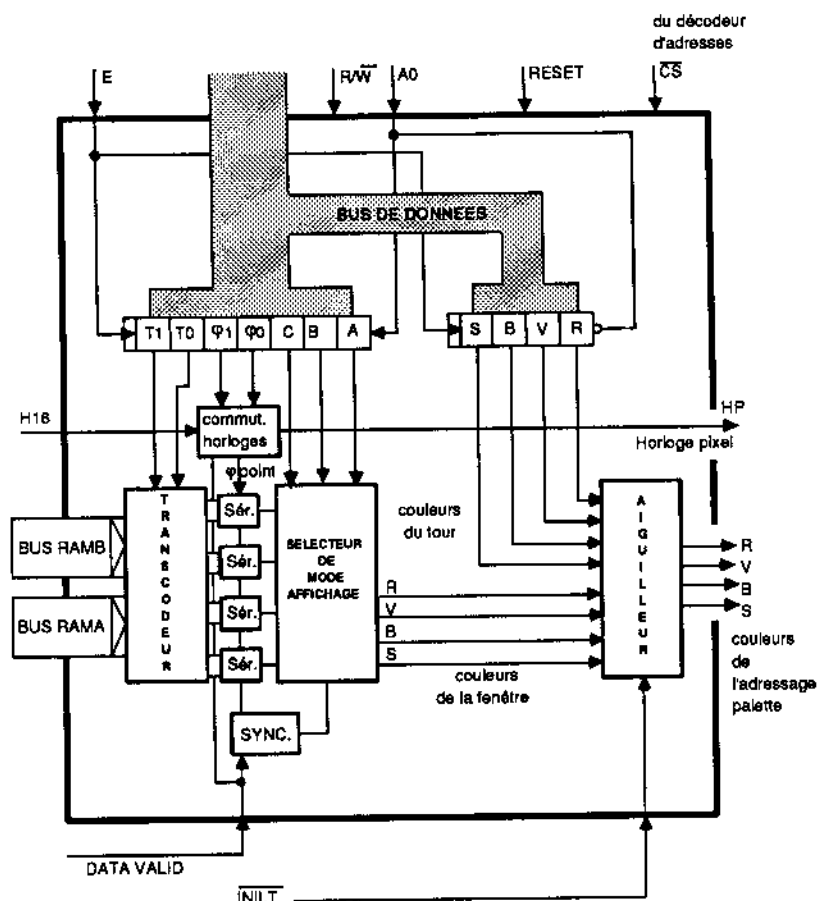 du décodeur
d'adresses
E
R/W̅
A0
RESET
C̅S̅
BUS DE DONNEES
T1 T0 φ1 φ0 C B A
S B V R
H16
commut.
horloges
HP
Horloge pixel
φpoint
TRANSCODEUR
Sér.
Sér.
Sér.
Sér.
SELECTEUR
DE
MODE
AFFICHAGE
couleurs
du tour
AIGUILLEUR
BUS RAMB
BUS RAMA
R
V
B
S
R
V
B
S
couleurs
de la fenêtre
couleurs
de
l'adressage
palette
SYNC.
DATA VALID
I̅N̅I̅L̅T̅